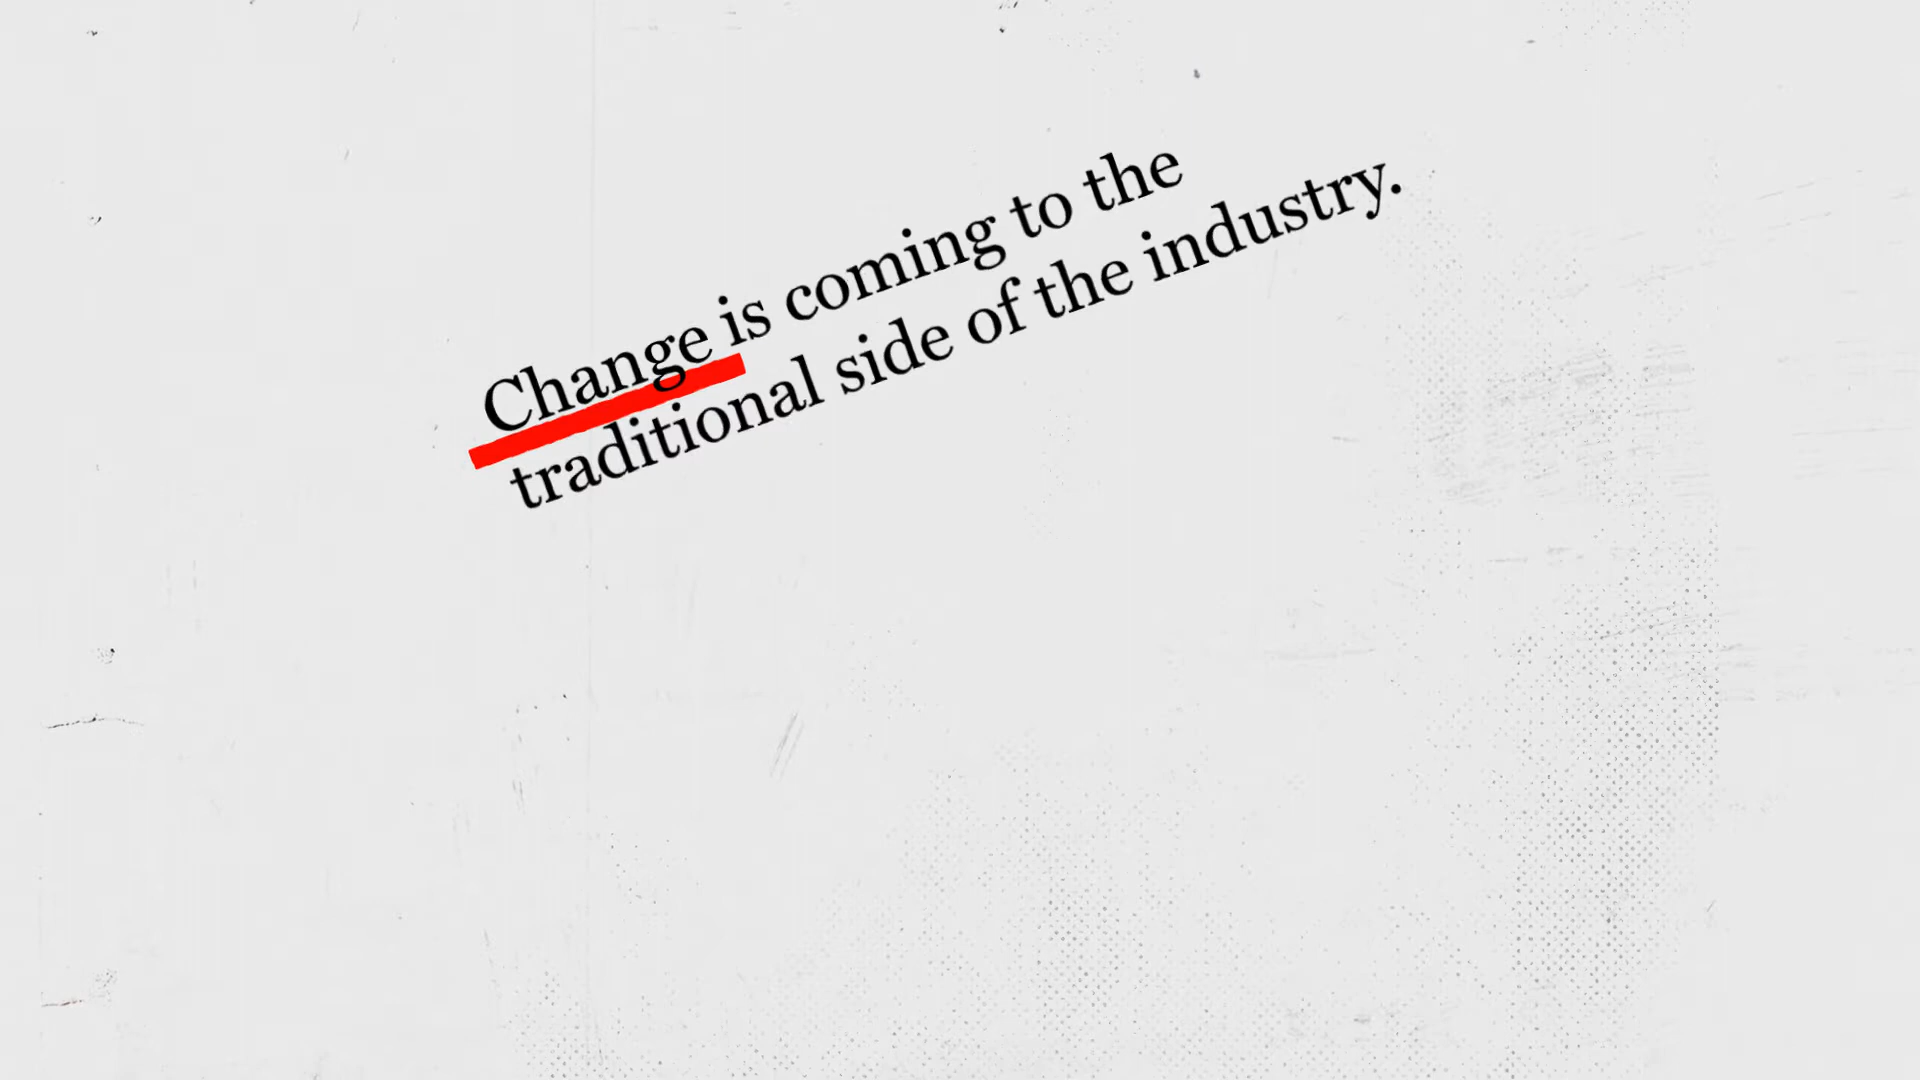 Change is coming to the
traditional side of the industry.